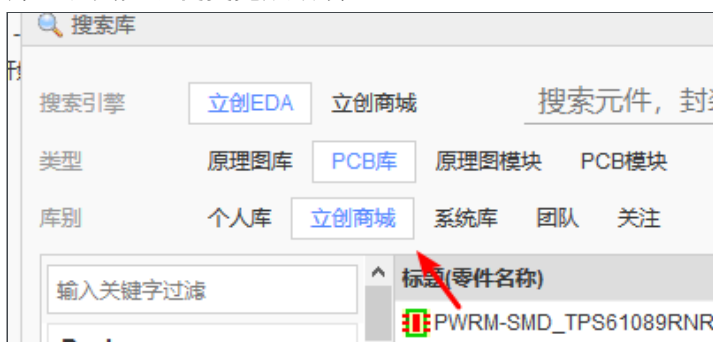 搜索库
搜索引擎 立创EDA 立创商城 搜索元件, 封
类型 原理图库 PCB库 原理图模块 PCB模块
库别 个人库 立创商城 系统库 团队 关注
输入关键字过滤 标题(零件名称)
PWRM-SMD_TPS61089RNR